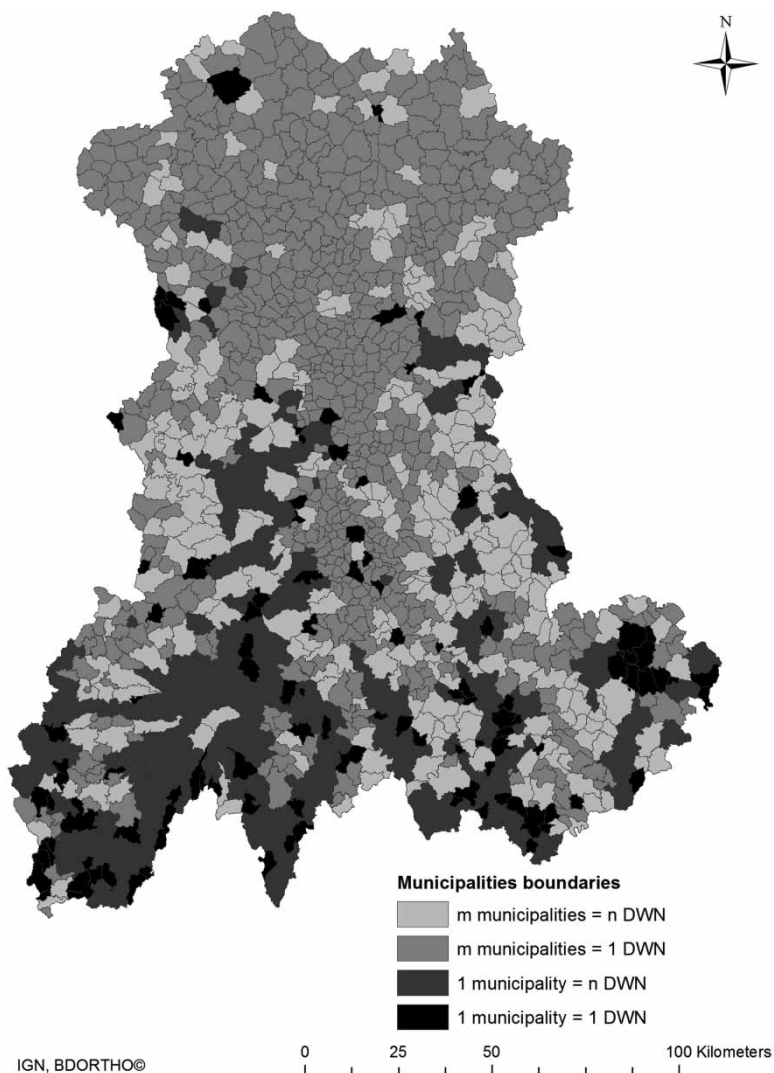 N
Municipalities boundaries
m municipalities = n DWN
m municipalities = 1 DWN
1 municipality = n DWN
1 municipality = 1 DWN
IGN, BDORTHO©
0 25 50 100 Kilometers